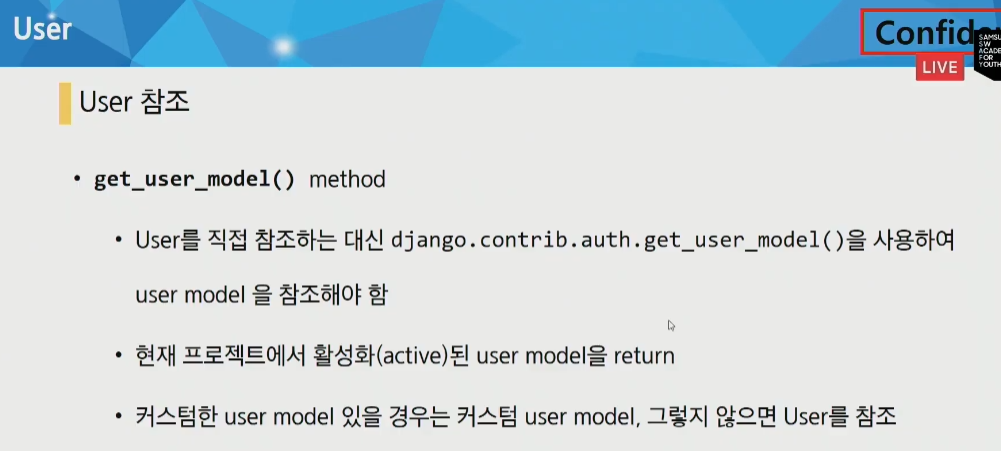 User
LIVE
SW
FOR
User 참조
• get_user_model() method
• User를 직접 참조하는 대신 django.contrib.auth.get_user_model()을 사용하여
user model 을 참조해야 함
• 현재 프로젝트에서 활성화(active)된 user model을 return
• 커스텀한 user model 있을 경우는 커스텀 user model, 그렇지 않으면 User를 참조